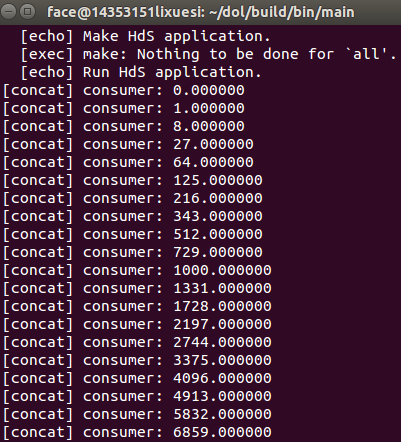 face@14353151lixuesi: ~/dol/build/bin/main
[echo] Make HdS application.
[exec] make: Nothing to be done for `all'.
[echo] Run HdS application.
[concat] consumer: 0.000000
[concat] consumer: 1.000000
[concat] consumer: 8.000000
[concat] consumer: 27.000000
[concat] consumer: 64.000000
[concat] consumer: 125.000000
[concat] consumer: 216.000000
[concat] consumer: 343.000000
[concat] consumer: 512.000000
[concat] consumer: 729.000000
[concat] consumer: 1000.000000
[concat] consumer: 1331.000000
[concat] consumer: 1728.000000
[concat] consumer: 2197.000000
[concat] consumer: 2744.000000
[concat] consumer: 3375.000000
[concat] consumer: 4096.000000
[concat] consumer: 4913.000000
[concat] consumer: 5832.000000
[concat] consumer: 6859.000000